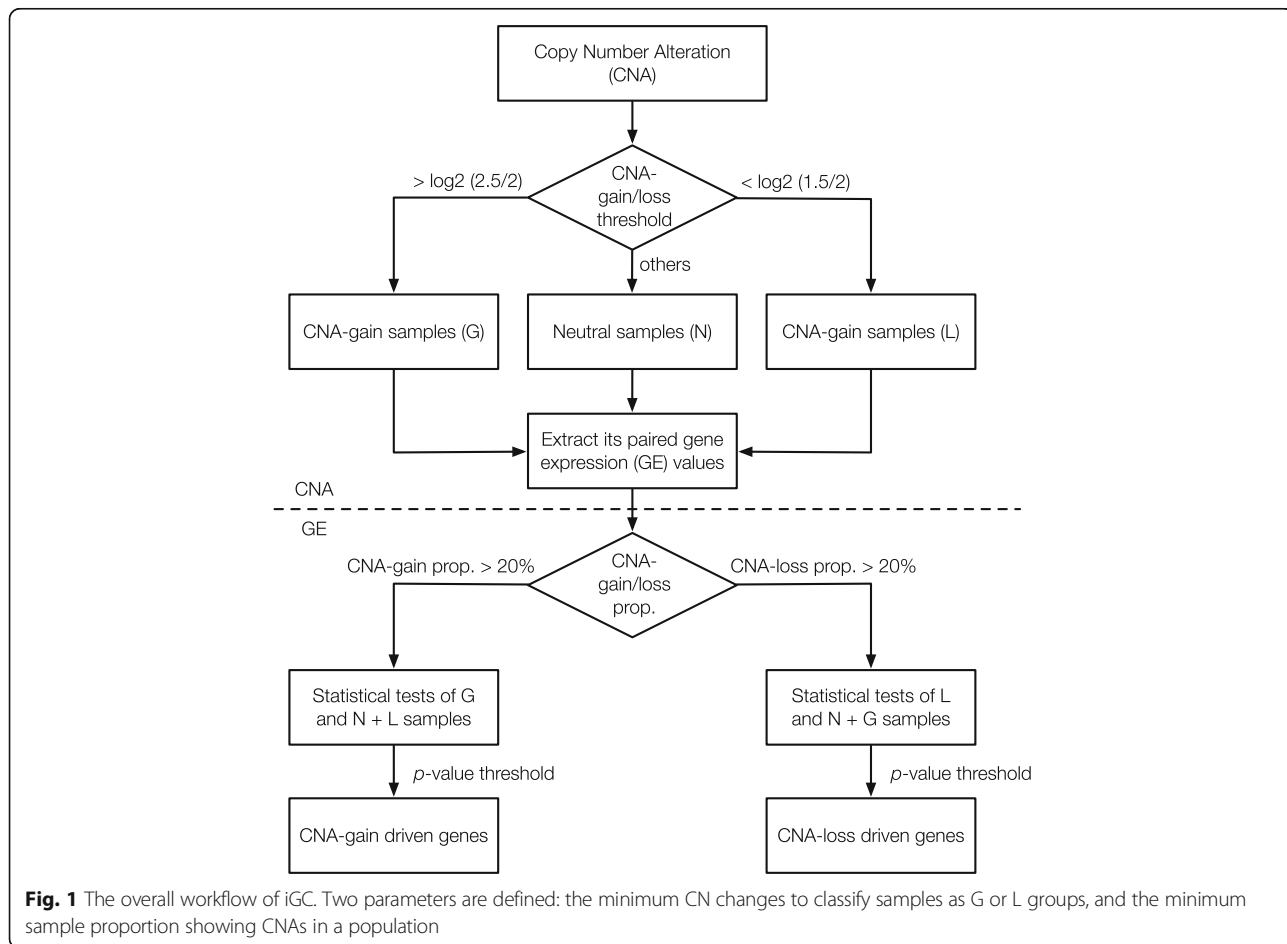 Copy Number Alteration
(CNA)
> log2 (2.5/2)
CNA-
gain/loss
threshold
< log2 (1.5/2)
others
CNA-gain samples (G)
Neutral samples (N)
CNA-gain samples (L)
Extract its paired gene
expression (GE) values
CNA
GE
CNA-gain prop. > 20%
CNA-
gain/loss
prop.
CNA-loss prop. > 20%
Statistical tests of G
and N + L samples
Statistical tests of L
and N + G samples
p-value threshold
p-value threshold
CNA-gain driven genes
CNA-loss driven genes
Fig. 1 The overall workflow of iGC. Two parameters are defined: the minimum CN changes to classify samples as G or L groups, and the minimum
sample proportion showing CNAs in a population